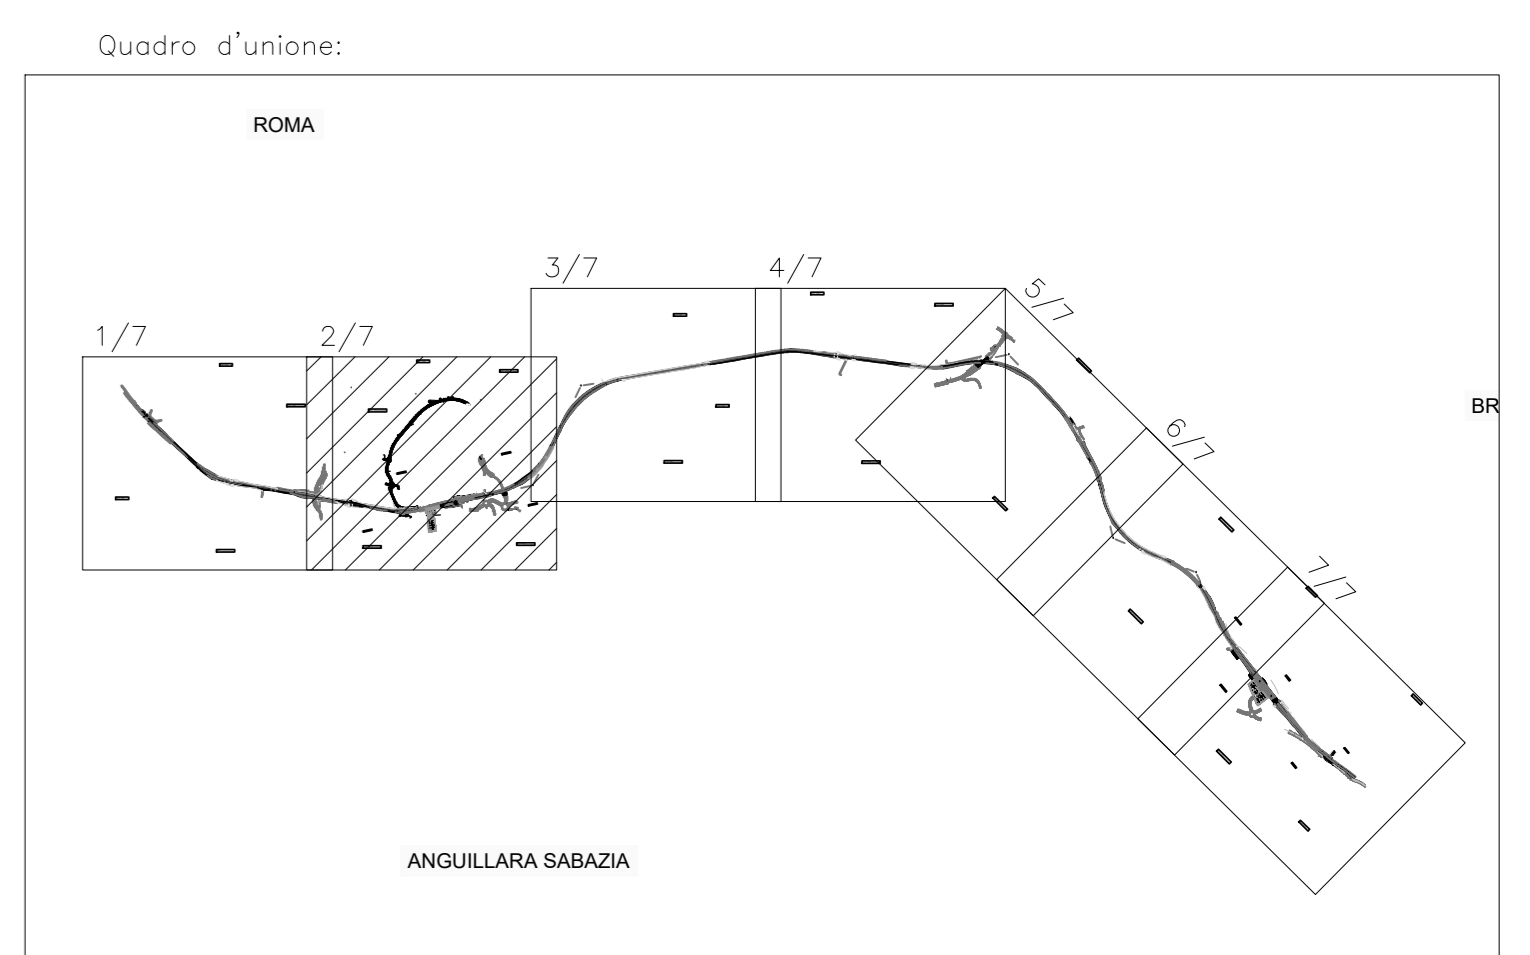 Quadro d'unione:
ROMA
3/7
4/7
5/7
1/7
2/7
BR
6/7
7/7
ANGUILLARA SABAZIA